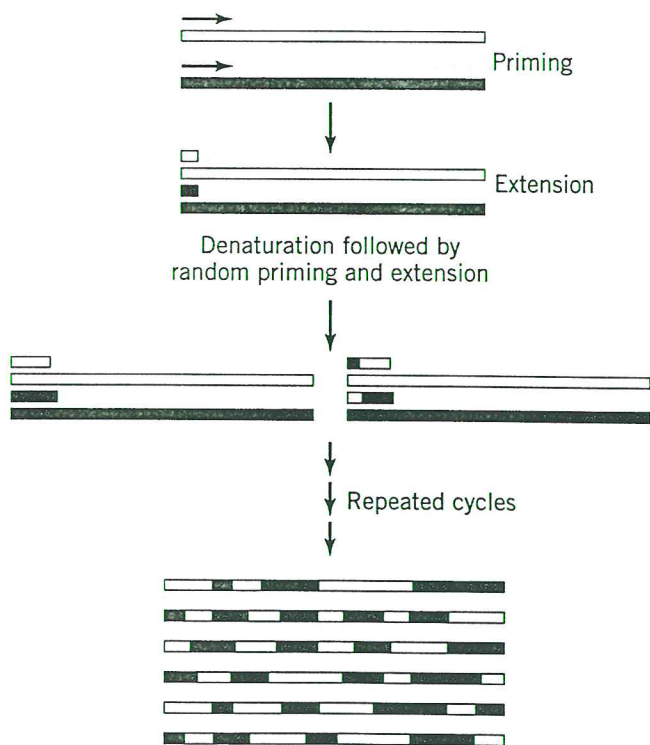 Priming
Extension
Denaturation followed by
random priming and extension
Repeated cycles